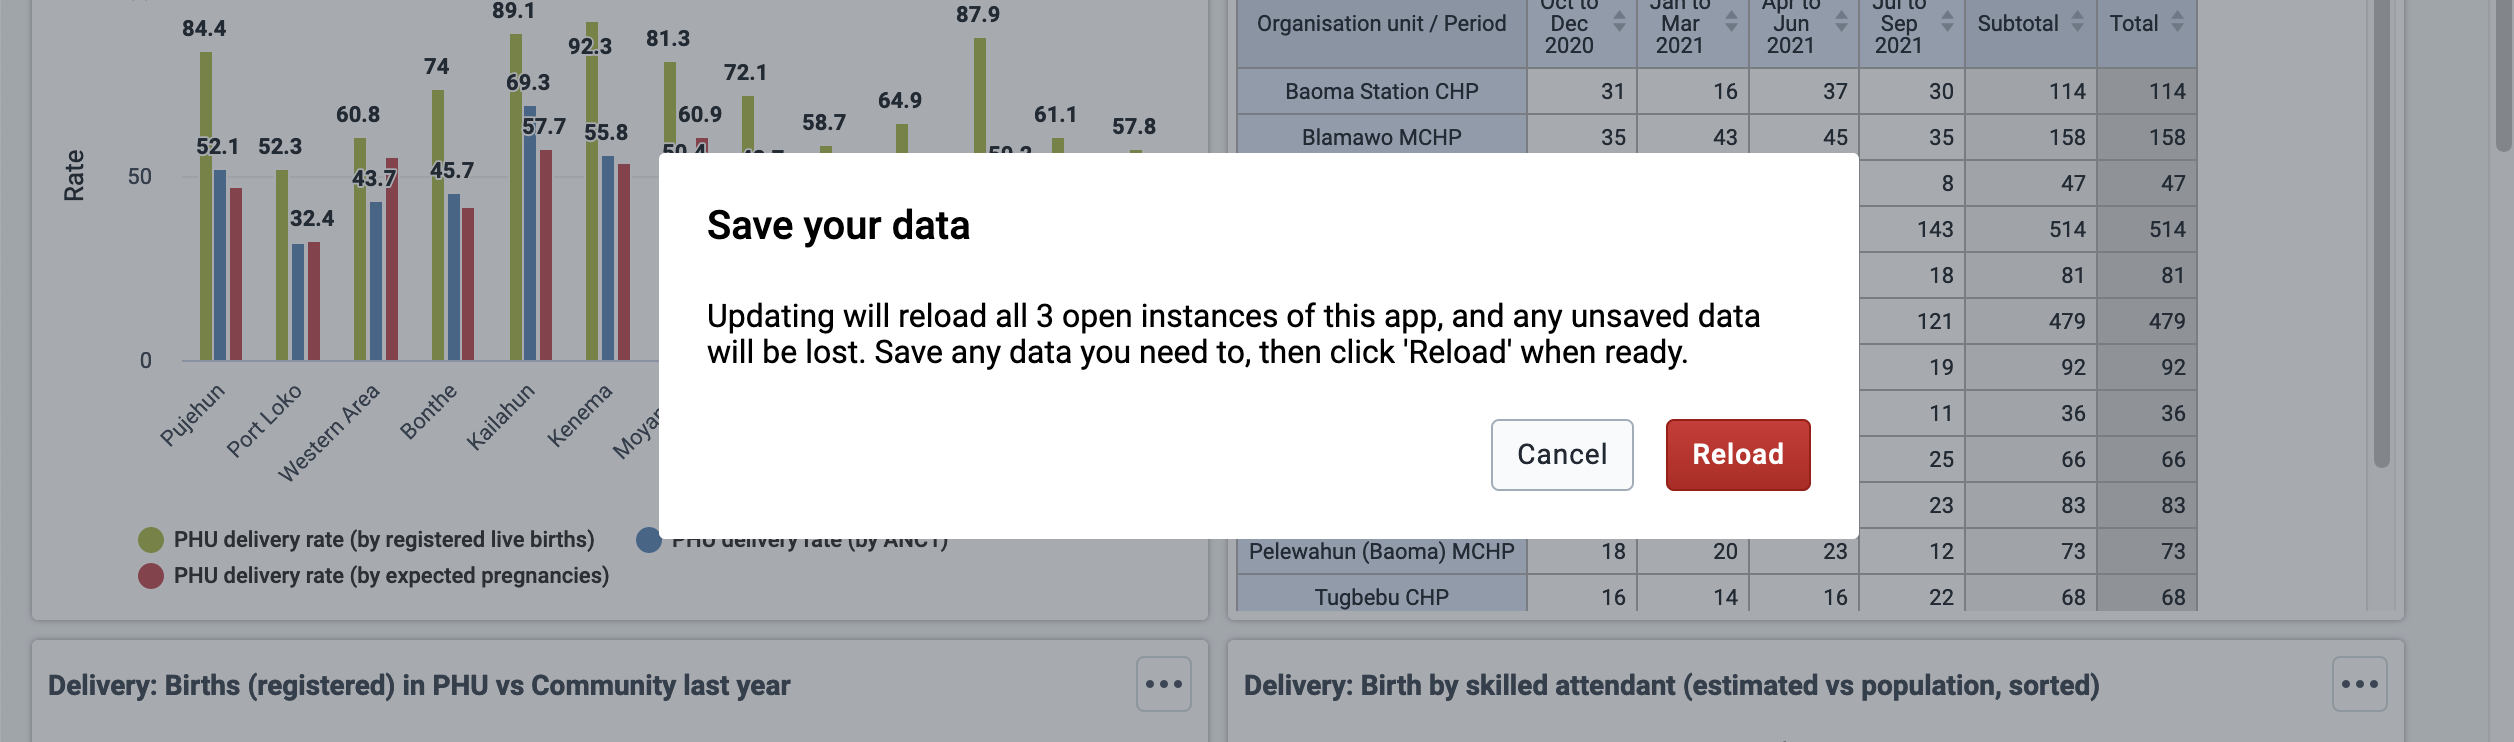 89.1
87.9
84.4
92.3
81.3
74
72.1
69.3
64.9
60.8
60.9
58.7
61.1
57.8
57.7
55.8
52.1
52.3
50
43.7
45.7
32.4
0
Rate
Pujehun
Port Loko
Western Area
Bonthe
Kailahun
Kenema
PHU delivery rate (by registered live births)
PHU delivery rate (by ANC1)
PHU delivery rate (by expected pregnancies)
Organisation unit / Period
Oct to Dec 2020
Jan to Mar 2021
Apr to Jun 2021
Jul to Sep 2021
Subtotal
Total
Baoma Station CHP 31 16 37 30 114 114
Blamawo MCHP 35 43 45 35 158 158
8 47 47
143 514 514
18 81 81
121 479 479
19 92 92
11 36 36
25 66 66
23 83 83
Pelewahun (Baoma) MCHP 18 20 23 12 73 73
Tugbebu CHP 16 14 16 22 68 68
Save your data
Updating will reload all 3 open instances of this app, and any unsaved data
will be lost. Save any data you need to, then click 'Reload' when ready.
Cancel
Reload
Delivery: Births (registered) in PHU vs Community last year
Delivery: Birth by skilled attendant (estimated vs population, sorted)